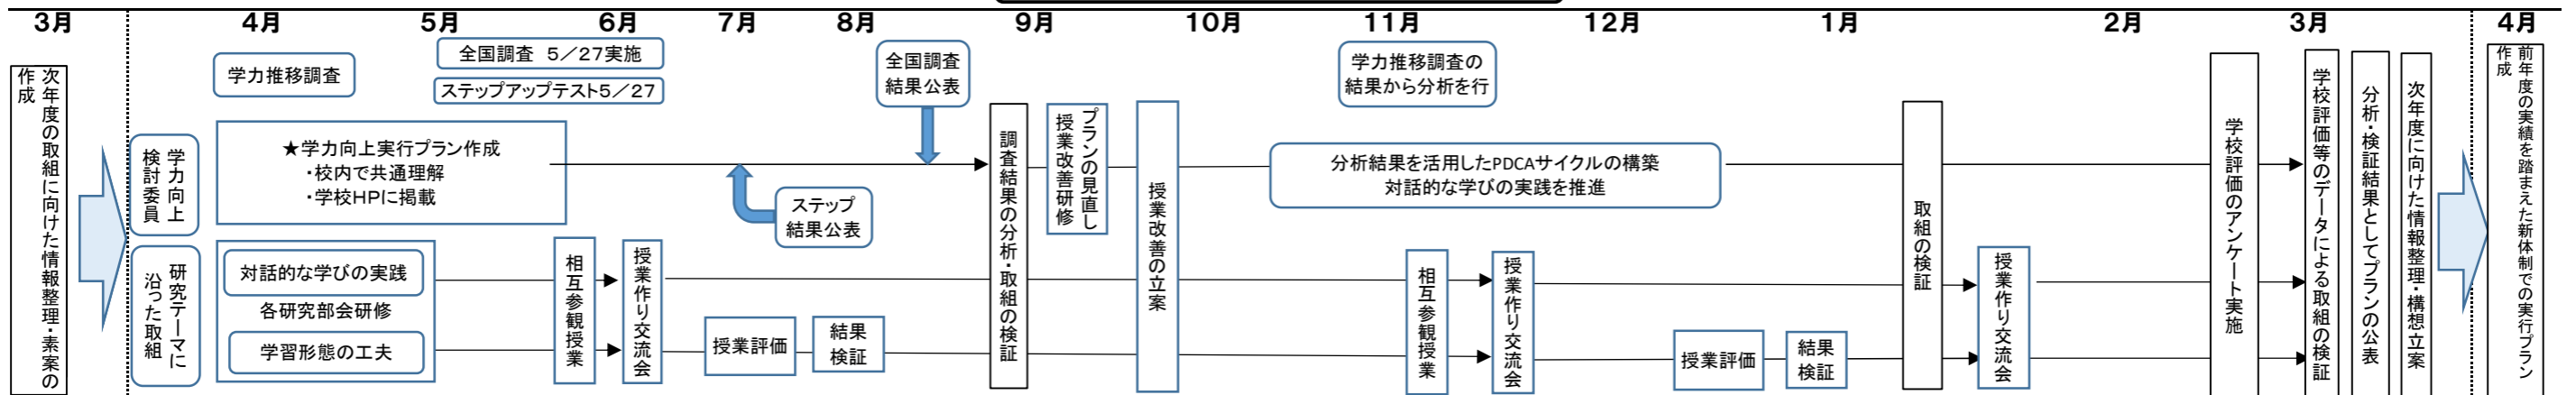 3月
4月
5月
6月
7月
8月
9月
10月
11月
12月
1月
2月
3月
4月
次年度の取組に向けた情報整理・素案の
作成
学力向上
検討委員
研究テーマに
沿った取組
学力推移調査
全国調査 5/27実施
ステップアップテスト5/27
★学力向上実行プラン作成
・校内で共通理解
・学校HPに掲載
対話的な学びの実践
各研究部会研修
学習形態の工夫
相互参観授業
授業作り交流会
ステップ
結果公表
授業評価
結果
検証
全国調査
結果公表
調査結果の分析・取組の検証
プランの見直し
授業改善研修
授業改善の立案
学力推移調査の
結果から分析を行
分析結果を活用したPDCAサイクルの構築
対話的な学びの実践を推進
相互参観授業
授業作り交流会
授業評価
結果
検証
取組の検証
授業作り交流会
学校評価のアンケート実施
学校評価等のデータによる取組の検証
分析・検証結果としてプランの公表
次年度に向けた情報整理・構想立案
前年度の実績を踏まえた新体制での実行プラン
作成